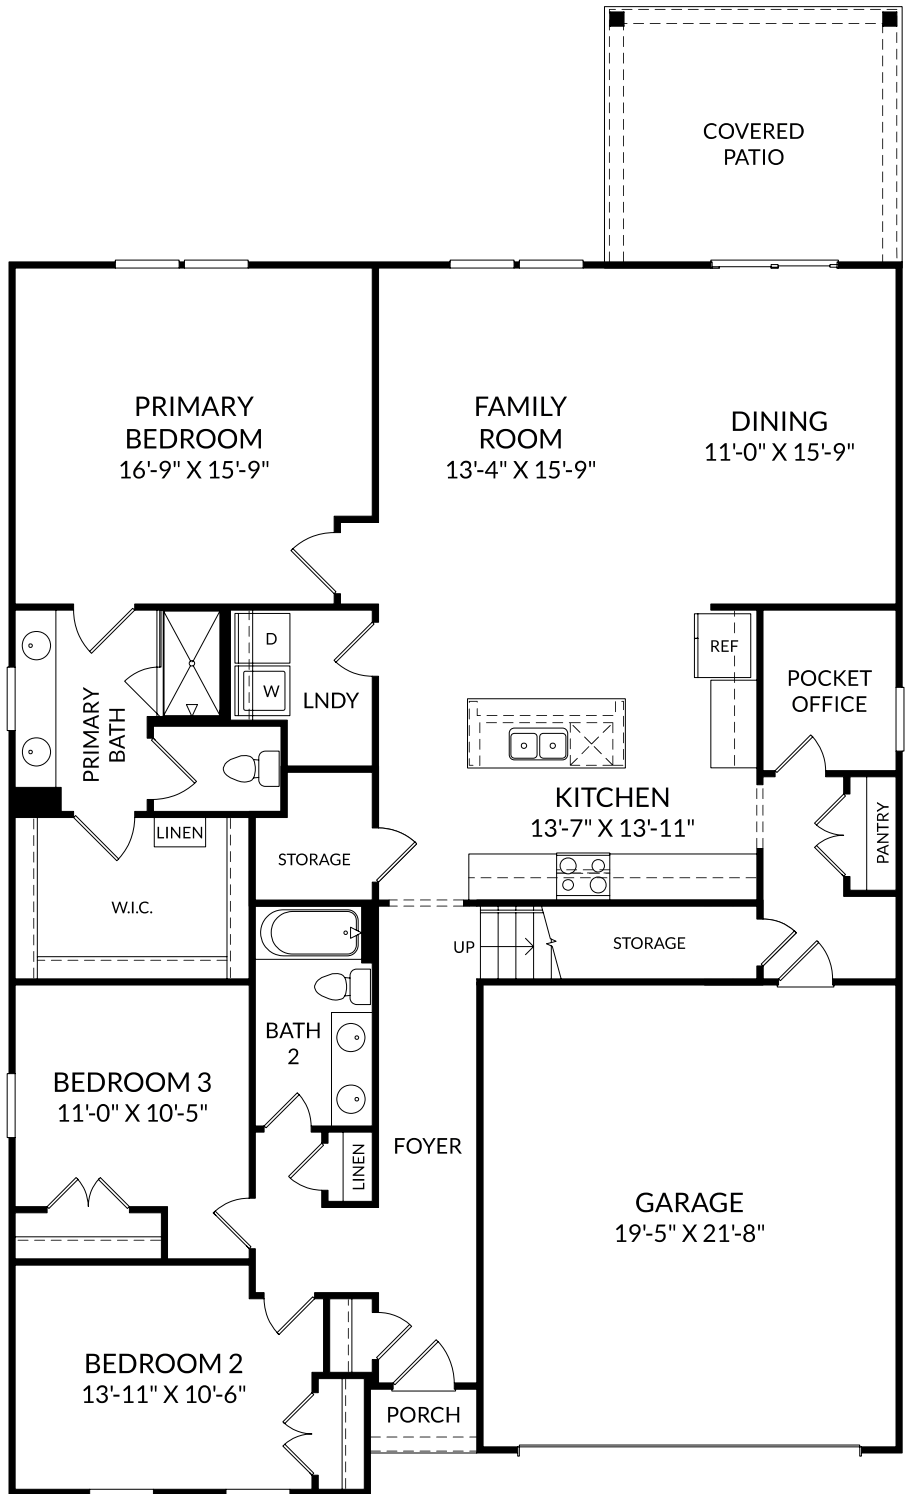 COVERED
PATIO
PRIMARY
BEDROOM
16'-9" X 15'-9"
FAMILY
ROOM
13'-4" X 15'-9"
DINING
11'-0" X 15'-9"
D
W
LNDY
PRIMARY
BATH
REF
POCKET
OFFICE
KITCHEN
13'-7" X 13'-11"
PANTRY
LINEN
STORAGE
W.I.C.
UP
STORAGE
BATH
2
BEDROOM 3
11'-0" X 10'-5"
LINEN
FOYER
GARAGE
19'-5" X 21'-8"
BEDROOM 2
13'-11" X 10'-6"
PORCH